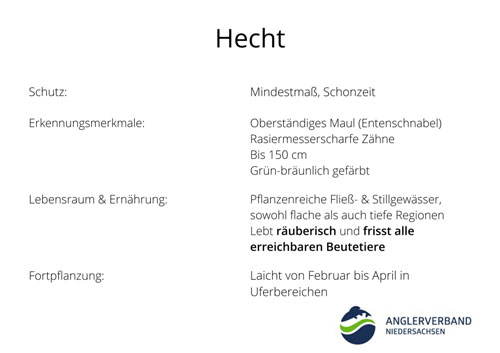 Hecht
Schutz:
Mindestmaß, Schonzeit
Erkennungsmerkmale:
Oberständiges Maul (Entenschnabel)
Rasiermesserscharfe Zähne
Bis 150 cm
Grün-bräunlich gefärbt
Lebensraum & Ernährung:
Pflanzenreiche Fließ- & Stillgewässer,
sowohl flache als auch tiefe Regionen
Lebt räuberisch und frisst alle
erreichbaren Beutetiere
Fortpflanzung:
Laicht von Februar bis April in
Uferbereichen
ANGLERVERBAND
NIEDERSACHSEN